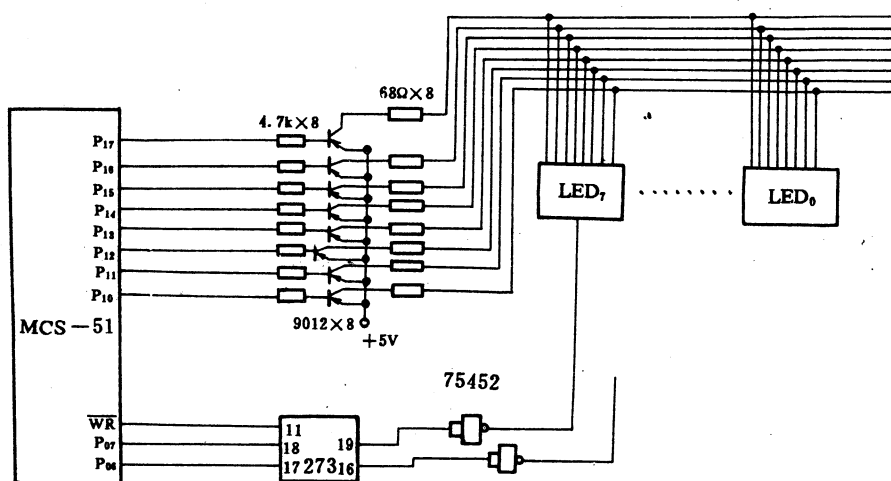 68Ω×8
4.7k×8
P17
P16
P15
P14
P13
P12
P11
P10
LED7
LED0
MCS-51
9012×8
+5V
75452
WR
P07
P06
11
18
17
273
19
16